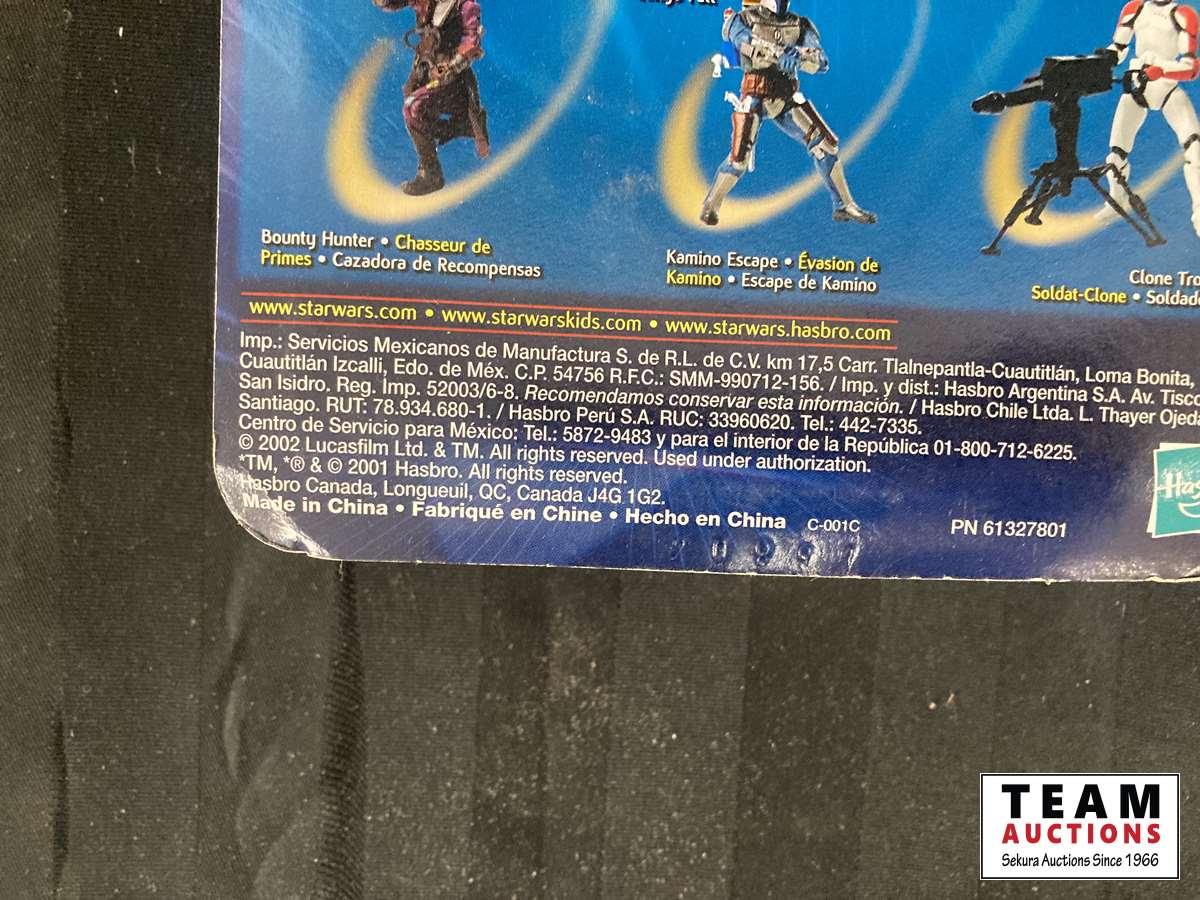 Bounty Hunter • Chasseur de
Primes • Cazadora de Recompensas
Kamino Escape • Évasion de
Kamino • Escape de Kamino
Clone
Soldat-Clone •
www.starwars.com • www.starwarskids.com • www.starwars.hasbro.com
Imp.: Servicios Mexicanos de Manufactura S. de R.L. de C.V. km 17,5 Carr. Tlalnepantla-Cuautitlán, Loma Bonita,
Cuautitlán Izcalli, Edo. de Méx. C.P. 54756 R.F.C.: SMM-990712-156. / Imp. y dist.: Hasbro Argentina S.A. Av.
San Isidro. Reg. Imp. 52003/6-8. Recomendamos conservar esta información. / Hasbro Chile Ltda. L. Thayer
Santiago. RUT: 78.934.680-1. / Hasbro Perú S.A. RUC: 33960620. Tel.: 442-7335.
Centro de Servicio para México: Tel.: 5872-9483 y para el interior de la República 01-800-712-6225.
© 2002 Lucasfilm Ltd. & TM. All rights reserved. Used under authorization.
*TM, *® & © 2001 Hasbro. All rights reserved.
Hasbro Canada, Longueuil, QC, Canada J4G 1G2.
Made in China • Fabriqué en Chine • Hecho en China C-001C PN 61327801
TEAM
AUCTIONS
Sekura Auctions Since 1966